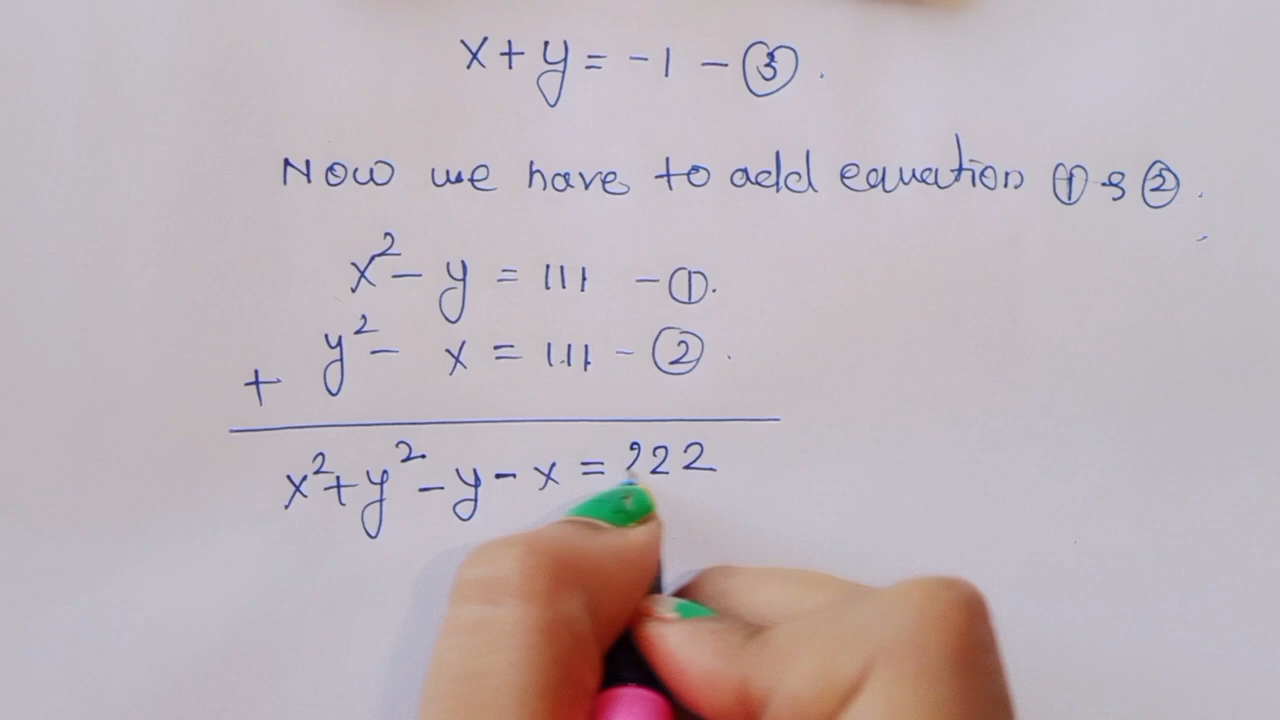 x + y = -1 - ③.
Now we have to add equation ① & ②.
x² - y = 111 - ①.
+ y² - x = 111 - ②.
x² + y² - y - x = 222